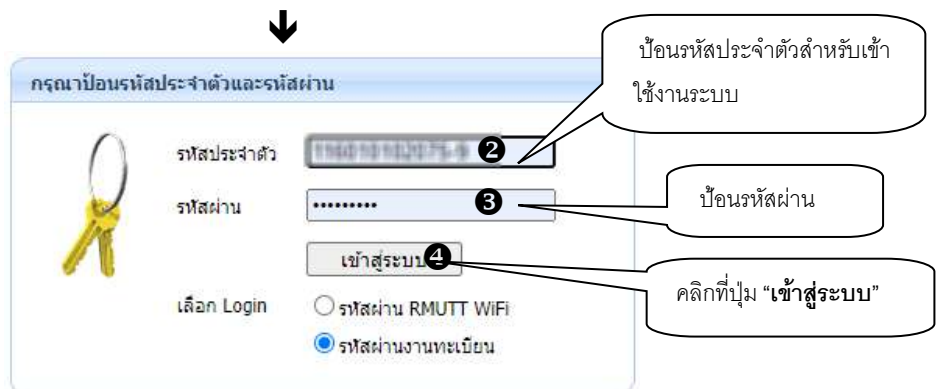 ป้อนรหัสประจำตัวสำหรับเข้า
ใช้งานระบบ
กรุณาป้อนรหัสประจำตัวและรหัสผ่าน
รหัสประจำตัว
❷
รหัสผ่าน ••••••••• ❸
ป้อนรหัสผ่าน
เข้าสู่ระบบ ❹
คลิกที่ปุ่ม “เข้าสู่ระบบ”
เลือก Login รหัสผ่าน RMUTT WiFi
รหัสผ่านงานทะเบียน